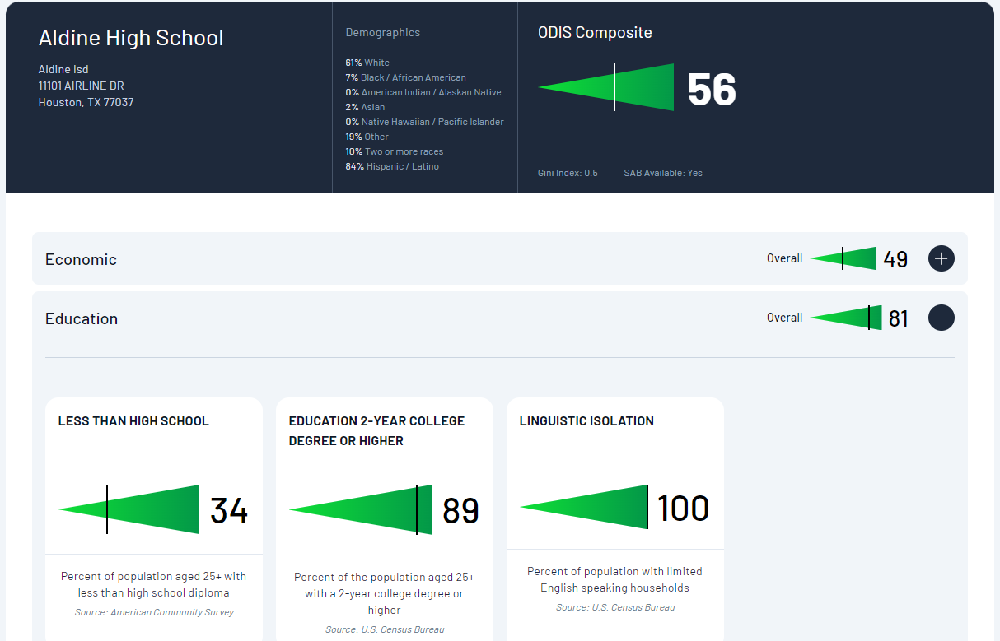 Aldine High School
Aldine Isd
11101 AIRLINE DR
Houston, TX 77037
Demographics
61% White
7% Black / African American
0% American Indian / Alaskan Native
2% Asian
0% Native Hawaiian / Pacific Islander
19% Other
10% Two or more races
84% Hispanic / Latino
ODIS Composite
56
Gini Index: 0.5 SAB Available: Yes
Economic Overall 49
Education Overall 81
LESS THAN HIGH SCHOOL
34
Percent of population aged 25+ with
less than high school diploma
Source: American Community Survey
EDUCATION 2-YEAR COLLEGE
DEGREE OR HIGHER
89
Percent of the population aged 25+
with a 2-year college degree or
higher
Source: U.S. Census Bureau
LINGUISTIC ISOLATION
100
Percent of population with limited
English speaking households
Source: U.S. Census Bureau